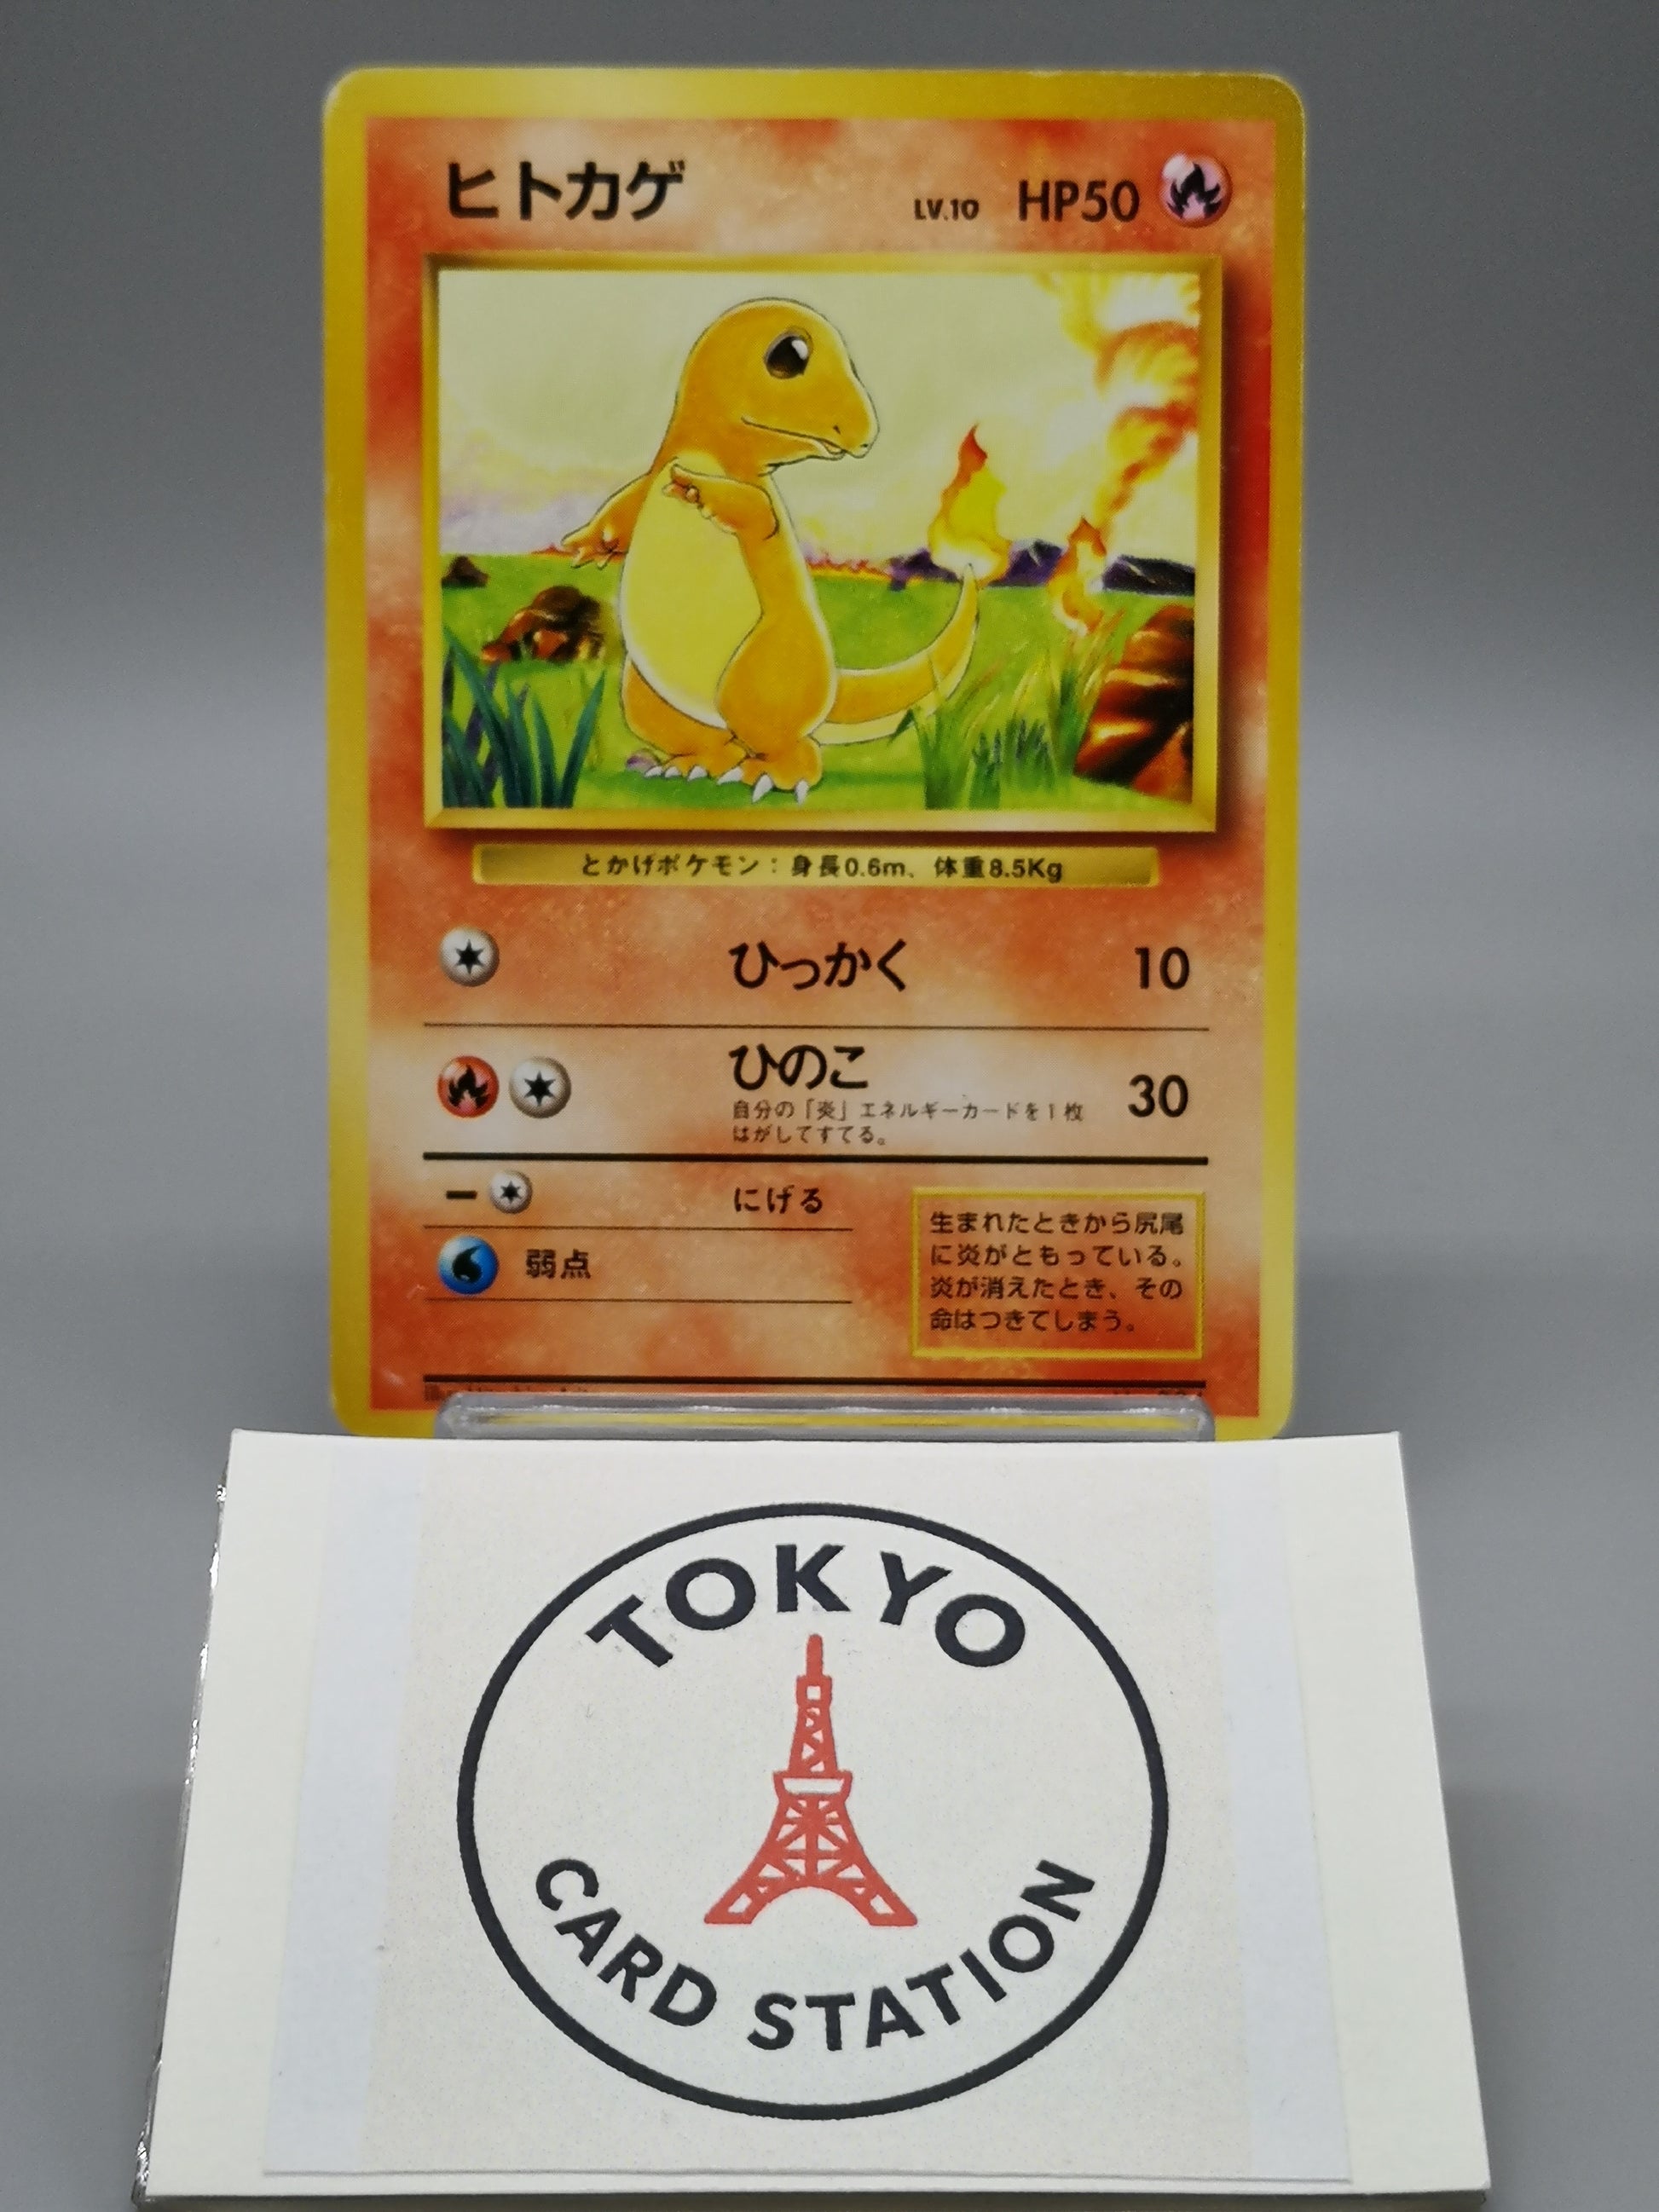 ヒトカゲ LV.10 HP50
とかげポケモン：身長0.6m、体重8.5Kg
ひっかく 10
ひのこ 30
自分の「炎」エネルギーカードを1枚
はがしてすてる。
にげる
弱点
生まれたときから尻尾
に炎がともっている。
炎が消えたとき、その
命はつきてしまう。
TOKYO
CARD STATION